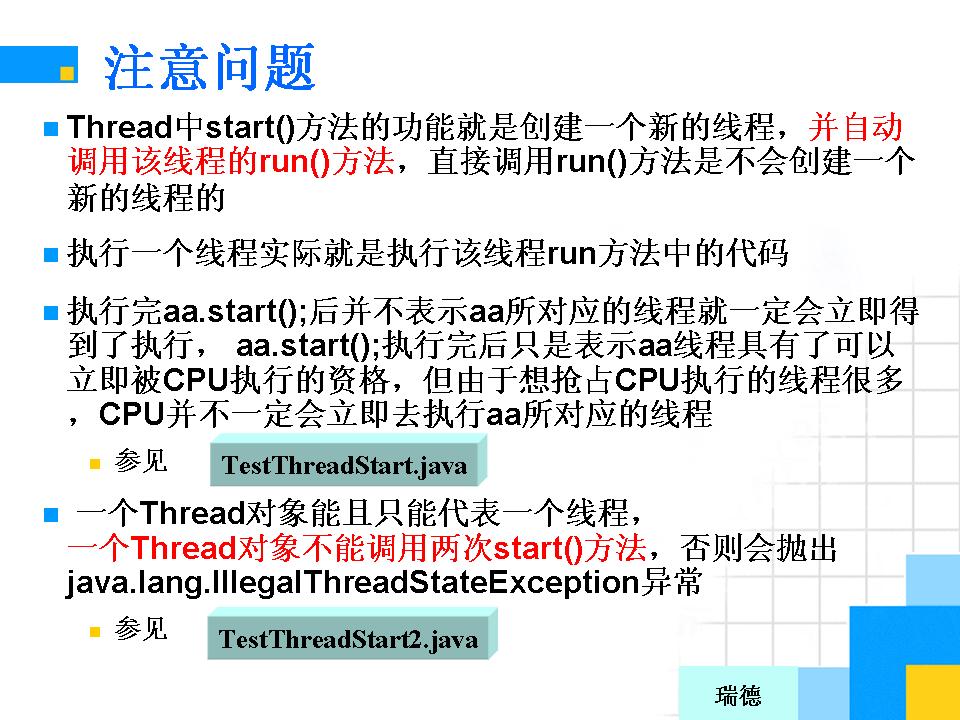 注意问题
Thread中start()方法的功能就是创建一个新的线程，并自动
调用该线程的run()方法，直接调用run()方法是不会创建一个
新的线程的
执行一个线程实际就是执行该线程run方法中的代码
执行完aa.start();后并不表示aa所对应的线程就一定会立即得
到了执行， aa.start();执行完后只是表示aa线程具有了可以
立即被CPU执行的资格，但由于想抢占CPU执行的线程很多
，CPU并不一定会立即去执行aa所对应的线程
参见
TestThreadStart.java
一个Thread对象能且只能代表一个线程，
一个Thread对象不能调用两次start()方法，否则会抛出
java.lang.IllegalThreadStateException异常
参见
TestThreadStart2.java
瑞德